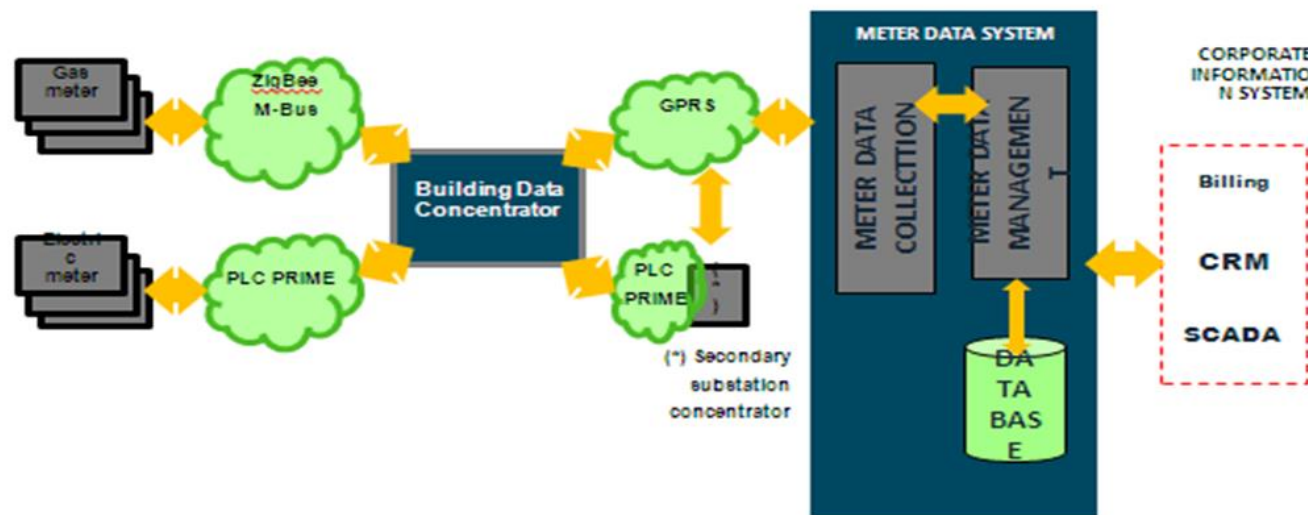 METER DATA SYSTEM
CORPORATE
INFORMATIO
N SYSTEM
Gas
meter
ZigBee
M-Bus
GPRS
Building Data
Concentrator
METER DATA
COLLECTTION
METER DATA
MANAGEMEN
T
Billing
CRM
SCADA
Electri
c
meter
PLC PRIME
PLC
PRIME
(*)
(*) Secondary
substation
concentrator
DA
TA
BAS
E